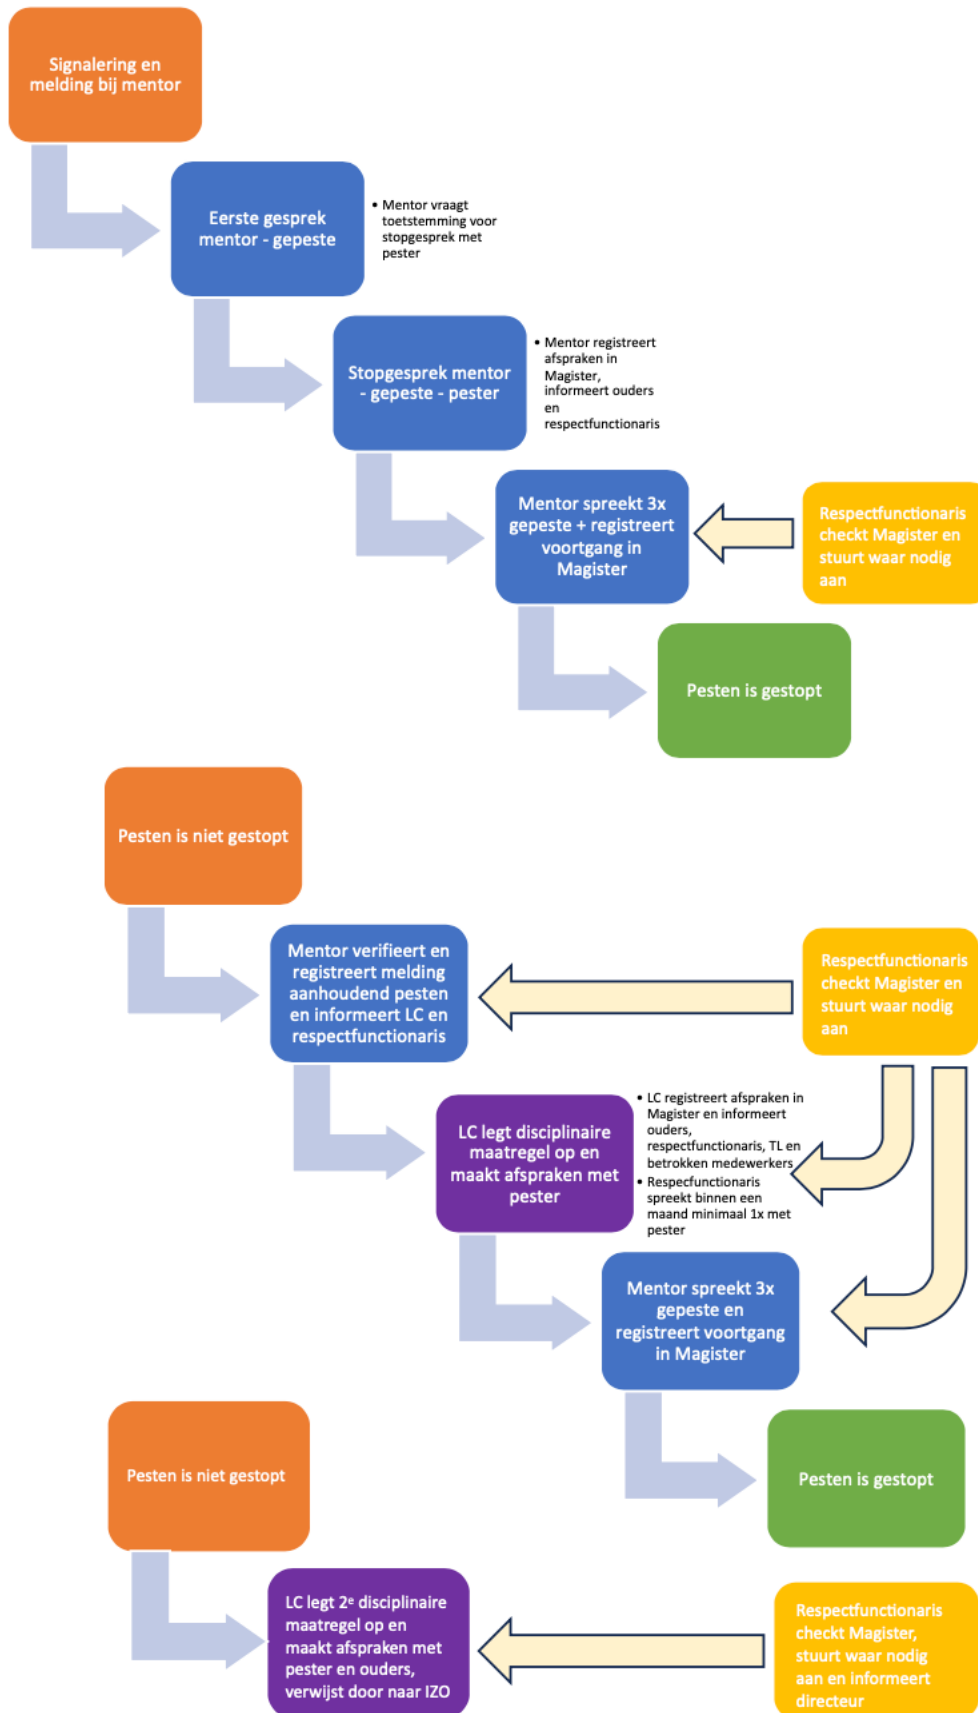 Signalering en
melding bij mentor
Eerste gesprek
mentor - gepeste
• Mentor vraagt
toetstemming voor
stopgesprek met
pester
Stopgesprek mentor
- gepeste - pester
• Mentor registreert
afspraken in
Magister,
informeert ouders
en
respectfunctionaris
Mentor spreekt 3x
gepeste + registreert
voortgang in
Magister
Respectfunctionaris
checkt Magister en
stuurt waar nodig
aan
Pesten is gestopt
Pesten is niet gestopt
Mentor verifieert en
registreert melding
aanhoudend pesten
en informeert LC en
respectfunctionaris
Respectfunctionaris
checkt Magister en
stuurt waar nodig
aan
LC legt disciplinaire
maatregel op en
maakt afspraken met
pester
• LC registreert afspraken in
Magister en informeert
ouders,
respectfunctionaris, TL en
betrokken medewerkers
• Respecfunctionaris
spreekt binnen een
maand minimaal 1x met
pester
Mentor spreekt 3x
gepeste en
registreert voortgang
in Magister
Pesten is gestopt
Pesten is niet gestopt
LC legt 2e disciplinaire
maatregel op en
maakt afspraken met
pester en ouders,
verwijst door naar IZO
Respectfunctionaris
checkt Magister,
stuurt waar nodig
aan en informeert
directeur